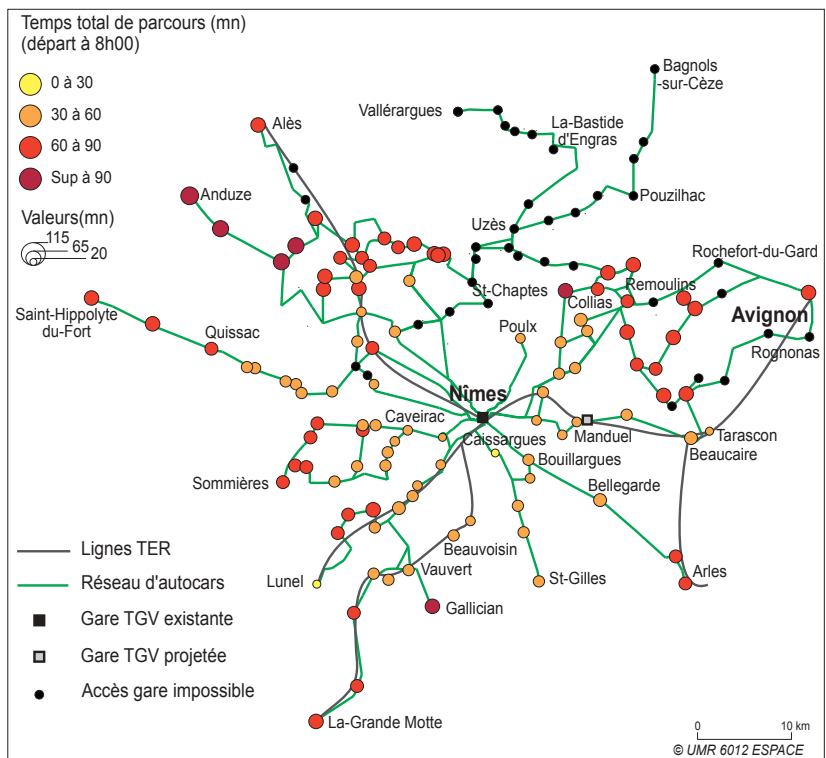 Temps total de parcours (mn)
(départ à 8h00)
0 à 30
30 à 60
60 à 90
Sup à 90
Valeurs(mn)
115
65
20
Bagnols
-sur-Cèze
Vallérargues
La-Bastide
d'Engras
Alès
Anduze
Pouzilhac
Uzès
Rochefort-du-Gard
St-Chaptes
Remoulins
Collias
Saint-Hippolyte
du-Fort
Avignon
Quissac
Poulx
Rognonas
Nîmes
Caveirac
Caissargues
Manduel
Tarascon
Beaucaire
Bouillargues
Sommières
Bellegarde
Beauvoisin
Lunel
Vauvert
St-Gilles
Arles
Gallician
La-Grande Motte
Lignes TER
Réseau d'autocars
Gare TGV existante
Gare TGV projetée
Accès gare impossible
0
10 km
© UMR 6012 ESPACE